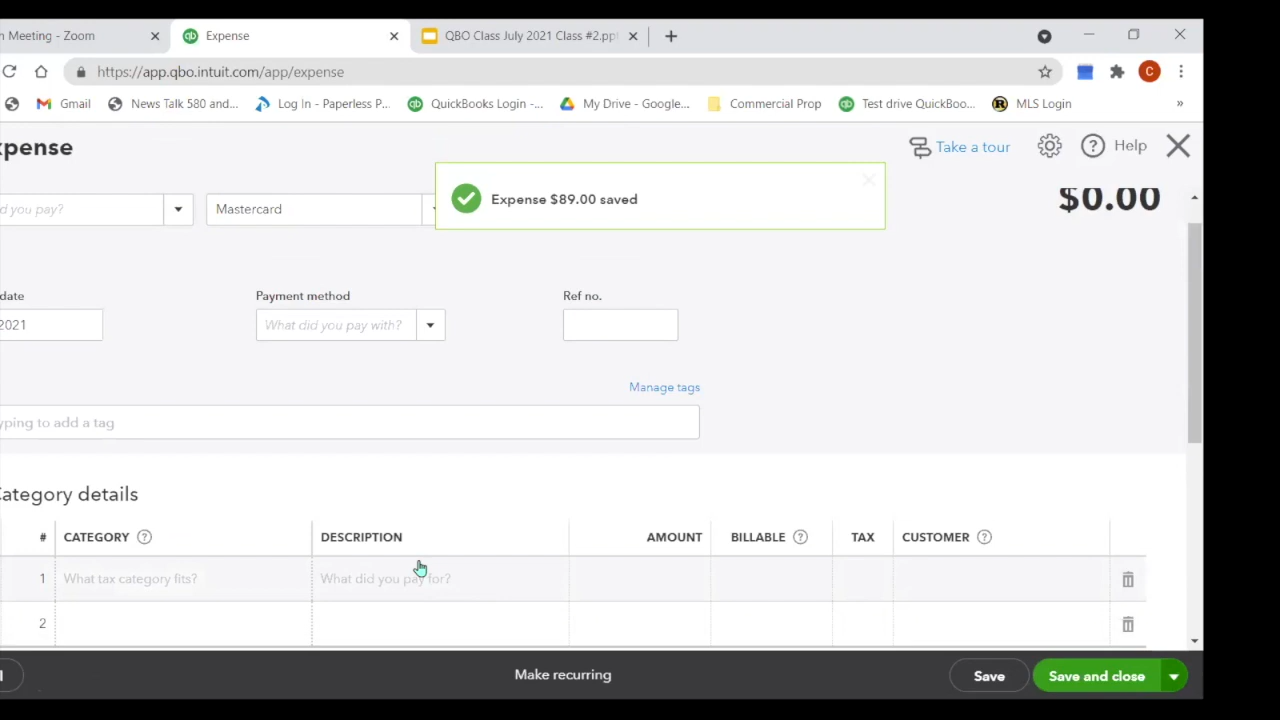 n Meeting - Zoom
Expense
QBO Class July 2021 Class #2.ppt
https://app.qbo.intuit.com/app/expense
C
Gmail
News Talk 580 and...
Log In - Paperless P...
QuickBooks Login -...
My Drive - Google...
Commercial Prop
Test drive QuickBoo...
MLS Login
»
xpense
Take a tour
Help
d you pay?
Mastercard
Expense $89.00 saved
$0.00
date
Payment method
Ref no.
2021
What did you pay with?
Manage tags
yping to add a tag
Category details
# CATEGORY DESCRIPTION AMOUNT BILLABLE TAX CUSTOMER
1 What tax category fits? What did you pay for?
2
Make recurring
Save
Save and close